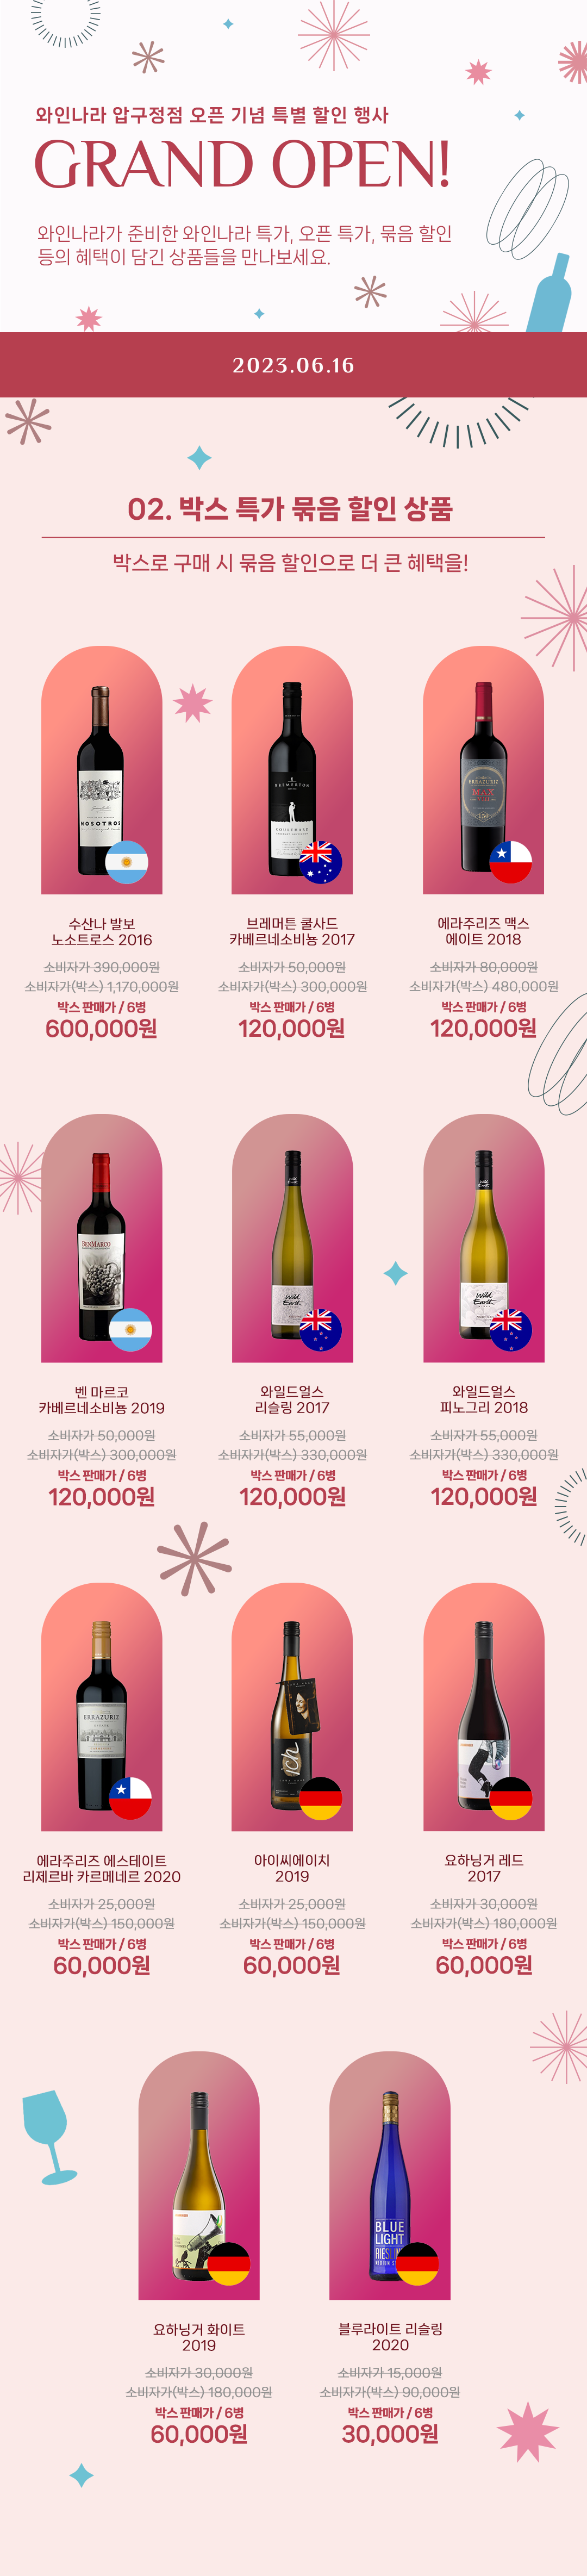 와인나라 압구정점 오픈 기념 특별 할인 행사
GRAND OPEN!
와인나라가 준비한 와인나라 특가, 오픈 특가, 묶음 할인
등의 혜택이 담긴 상품들을 만나보세요.
2023.06.16
02. 박스 특가 묶음 할인 상품
박스로 구매 시 묶음 할인으로 더 큰 혜택을!
NOSOTROS
BREMERTON
ERRAZURIZ
MAX
수산나 발보
노소트로스 2016
소비자가 390,000원
소비자가(박스) 1,170,000원
박스 판매가 / 6병
600,000원
브레머튼 쿨사드
카베르네소비뇽 2017
소비자가 50,000원
소비자가(박스) 300,000원
박스 판매가 / 6병
120,000원
에라주리즈 맥스
에이트 2018
소비자가 80,000원
소비자가(박스) 480,000원
박스 판매가 / 6병
120,000원
BENMARCO
Wild
Earth
Wild
Earth
벤 마르코
카베르네소비뇽 2019
소비자가 50,000원
소비자가(박스) 300,000원
박스 판매가 / 6병
120,000원
와일드얼스
리슬링 2017
소비자가 55,000원
소비자가(박스) 330,000원
박스 판매가 / 6병
120,000원
와일드얼스
피노그리 2018
소비자가 55,000원
소비자가(박스) 330,000원
박스 판매가 / 6병
120,000원
ERRAZURIZ
ich
에라주리즈 에스테이트
리제르바 카르메네르 2020
소비자가 25,000원
소비자가(박스) 150,000원
박스 판매가 / 6병
60,000원
아이씨에이치
2019
소비자가 25,000원
소비자가(박스) 150,000원
박스 판매가 / 6병
60,000원
요하닝거 레드
2017
소비자가 30,000원
소비자가(박스) 180,000원
박스 판매가 / 6병
60,000원
BLUE
LIGHT
요하닝거 화이트
2019
소비자가 30,000원
소비자가(박스) 180,000원
박스 판매가 / 6병
60,000원
블루라이트 리슬링
2020
소비자가 15,000원
소비자가(박스) 90,000원
박스 판매가 / 6병
30,000원